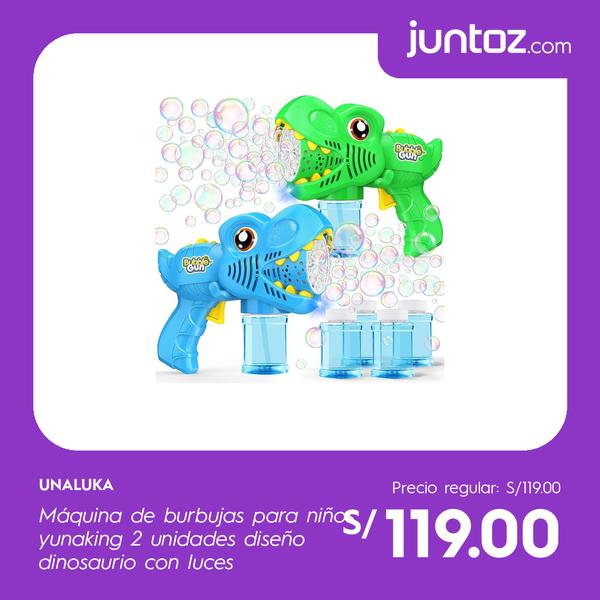 juntoz.com
Bubble
Gun
Bubble
Gun
UNALUKA
Precio regular: S/119.00
Máquina de burbujas para niño
yunaking 2 unidades diseño
dinosaurio con luces
S/119.00